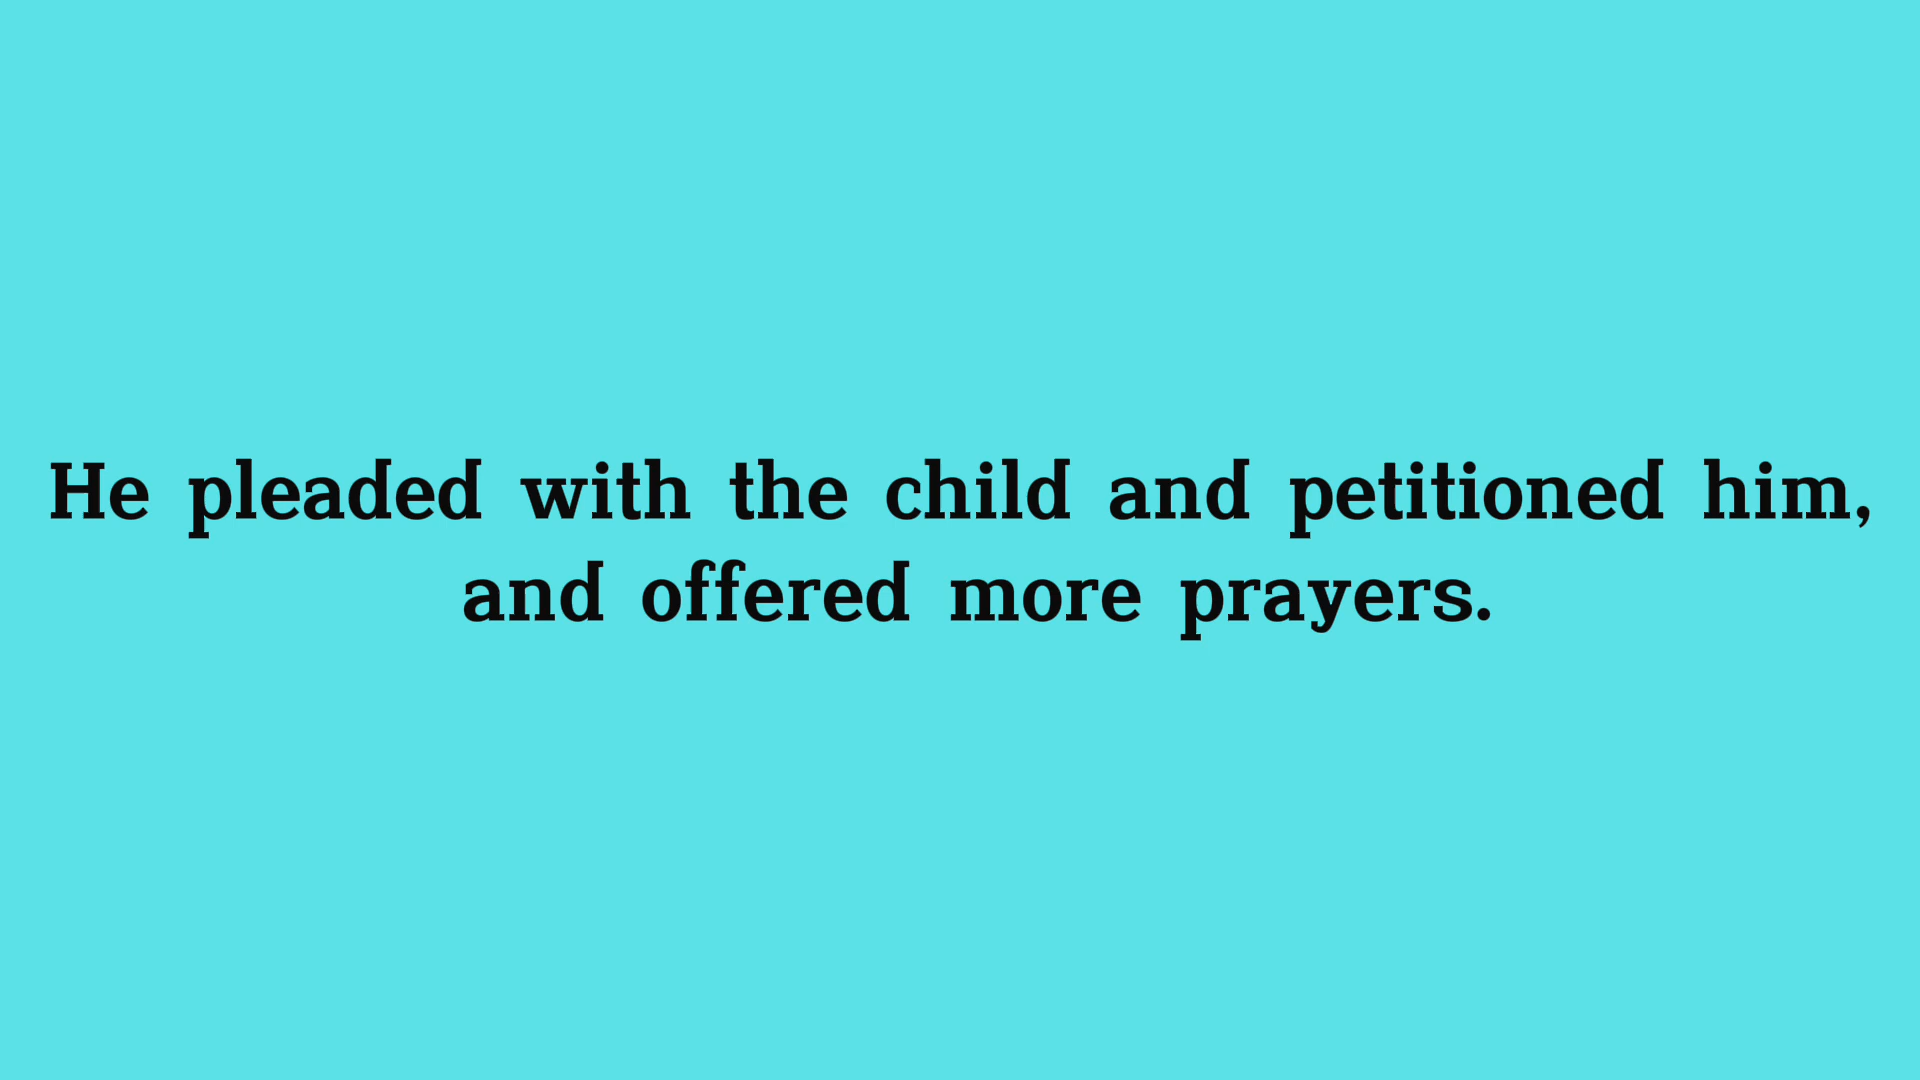 He pleaded with the child and petitioned him,
and offered more prayers.